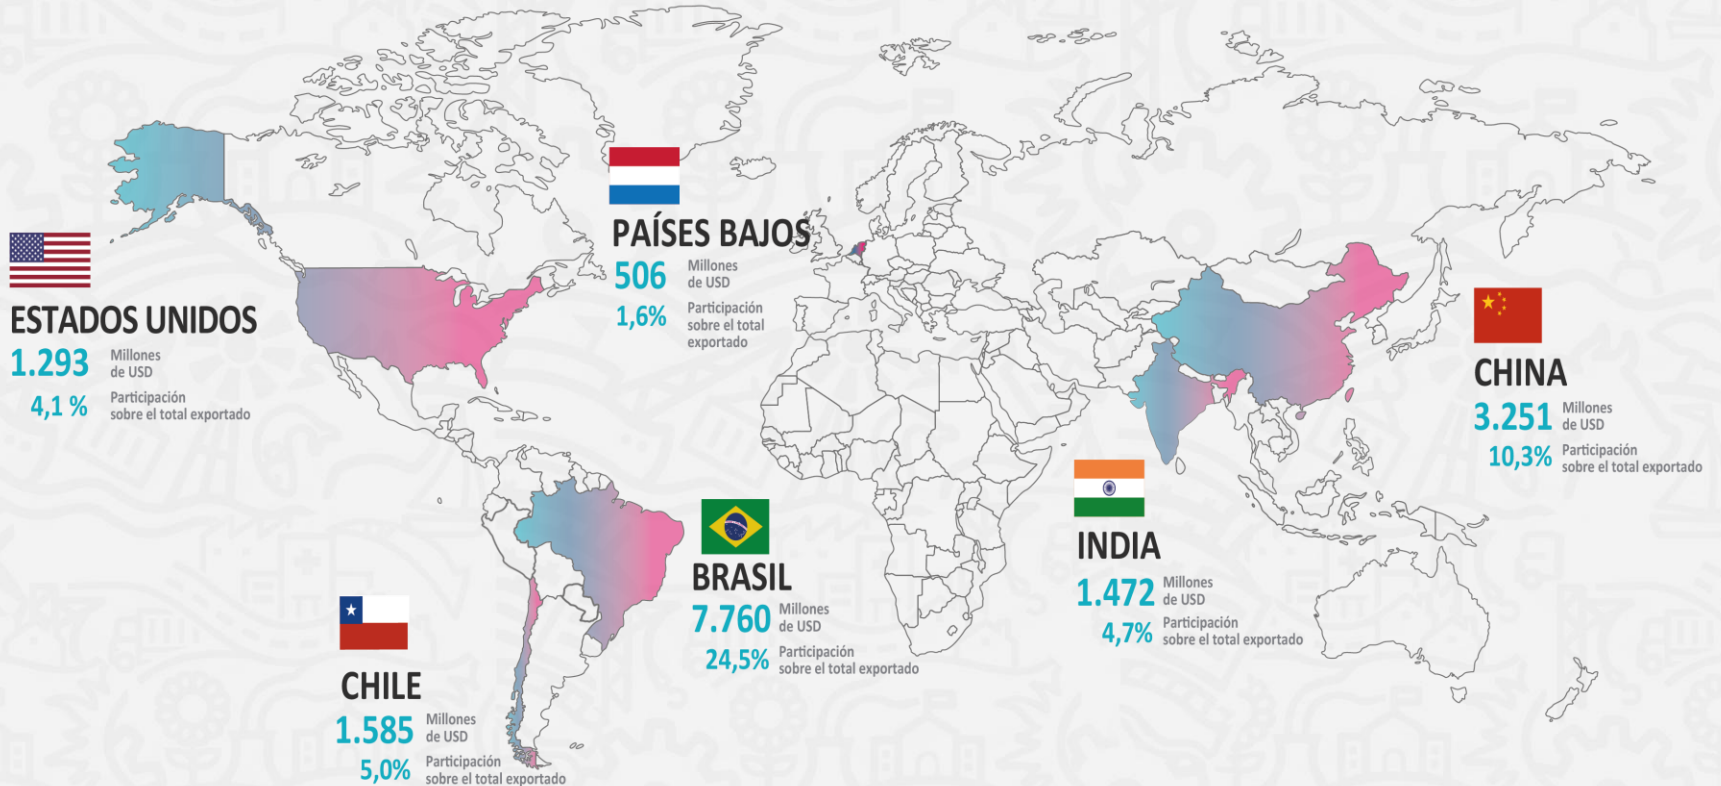 PAÍSES BAJOS
506 Millones
de USD
1,6% Participación
sobre el total
exportado
ESTADOS UNIDOS
1.293 Millones
de USD
4,1 % Participación
sobre el total exportado
CHINA
3.251 Millones
de USD
10,3% Participación
sobre el total exportado
INDIA
1.472 Millones
de USD
4,7% Participación
sobre el total exportado
BRASIL
7.760 Millones
de USD
24,5% Participación
sobre el total exportado
CHILE
1.585 Millones
de USD
5,0% Participación
sobre el total exportado